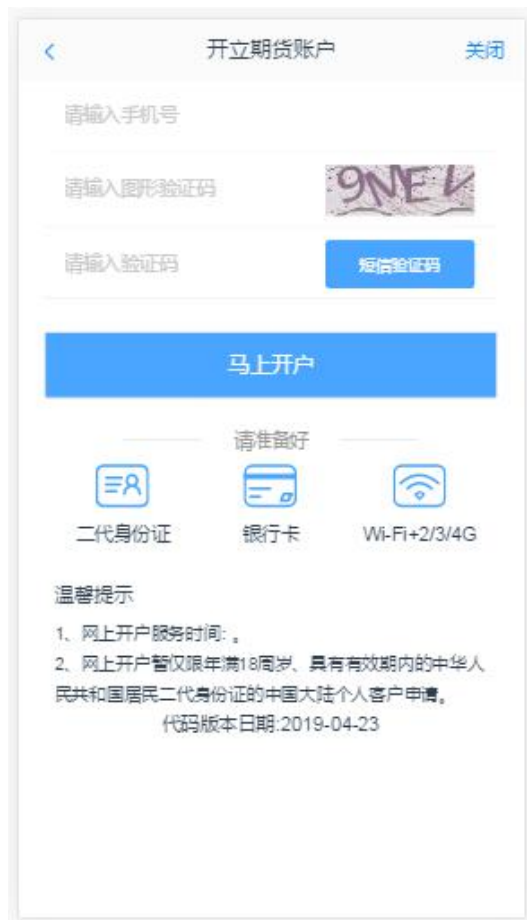 开立期货账户
关闭
请输入手机号
请输入图形验证码
9NEV
请输入验证码
短信验证码
马上开户
请准备好
二代身份证
银行卡
Wi-Fi+2/3/4G
温馨提示
1、网上开户服务时间: 。
2、网上开户暂仅限年满18周岁、具有有效期内的中华人
民共和国居民二代身份证的中国大陆个人客户申请。
代码版本日期:2019-04-23